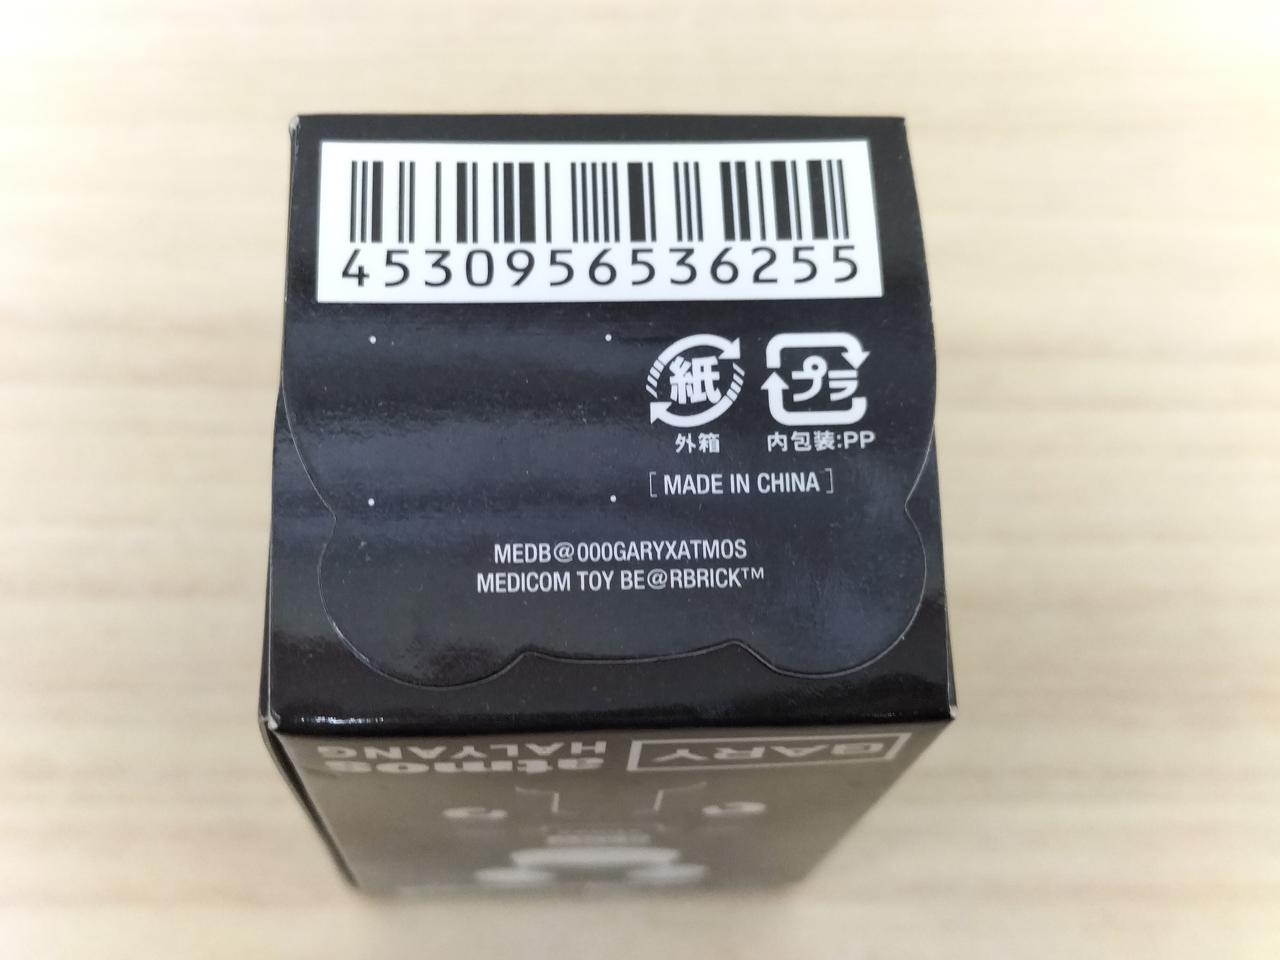 4530956536255
紙 プラ
外箱 内包装:PP
[ MADE IN CHINA ]
MEDB@000GARYXATMOS
MEDICOM TOY BE@RBRICK™
GARY atmos
HALYANG